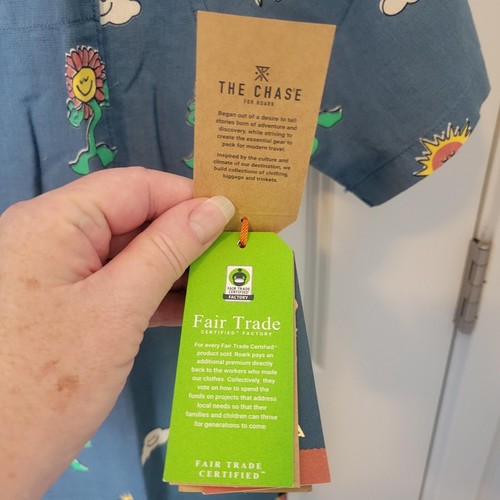 THE CHASE
FOR ROARK
Began out of a desire to tell
stories born of adventure and
discovery, while striving to
create the essential gear to
pack for modern travel.
Inspired by the culture and
climate of our destination, we
build collections of clothing,
luggage and trinkets.
FAIR TRADE
CERTIFIED
FACTORY
Fair Trade
CERTIFIED™ FACTORY
For every Fair Trade Certified™
product sold. Roark pays an
additional premium directly
back to the workers who made
our clothes. Collectively, they
vote on how to spend the
funds on projects that address
local needs so that their
families and children can thrive
for generations to come.
FAIR TRADE
CERTIFIED™